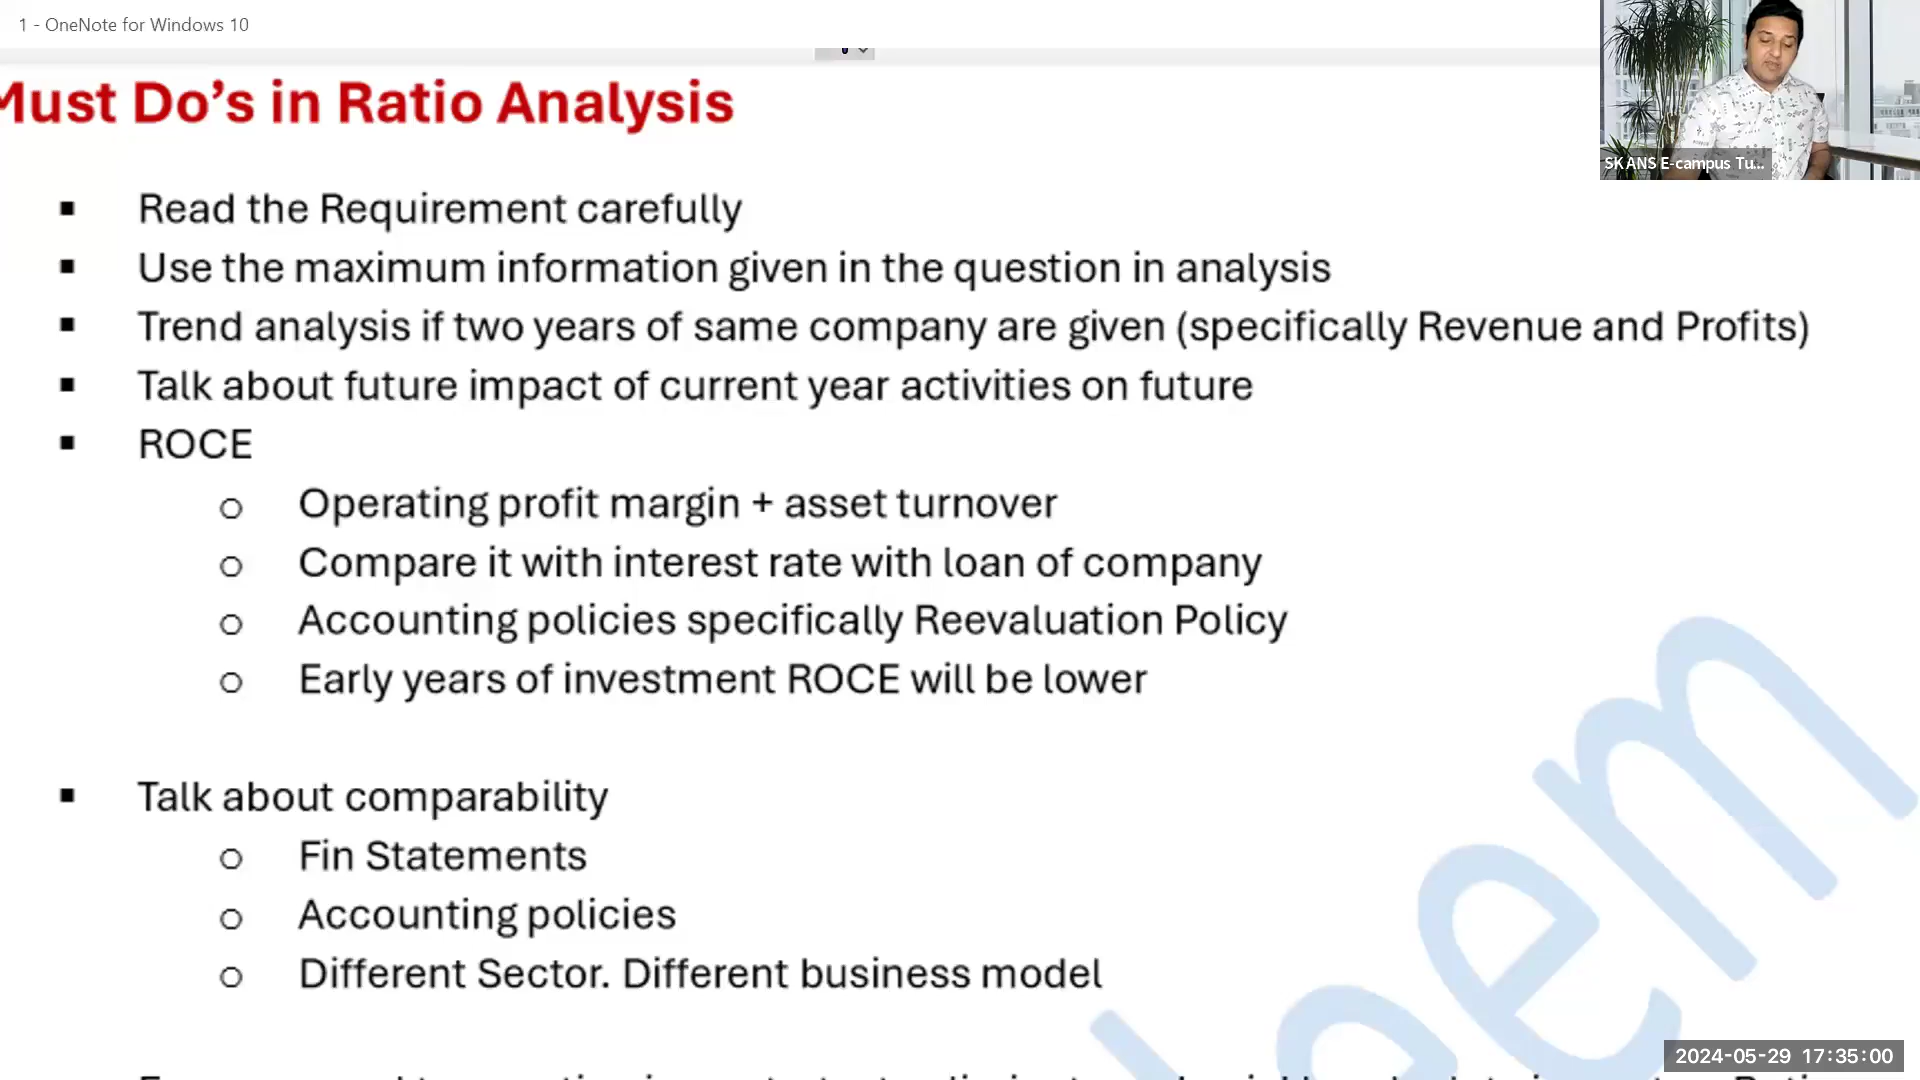 1 - OneNote for Windows 10
Must Do's in Ratio Analysis
SKANS E-campus Tu...
▪ Read the Requirement carefully
▪ Use the maximum information given in the question in analysis
▪ Trend analysis if two years of same company are given (specifically Revenue and Profits)
▪ Talk about future impact of current year activities on future
▪ ROCE
o Operating profit margin + asset turnover
o Compare it with interest rate with loan of company
o Accounting policies specifically Reevaluation Policy
o Early years of investment ROCE will be lower
▪ Talk about comparability
o Fin Statements
o Accounting policies
o Different Sector. Different business model
2024-05-29 17:35:00